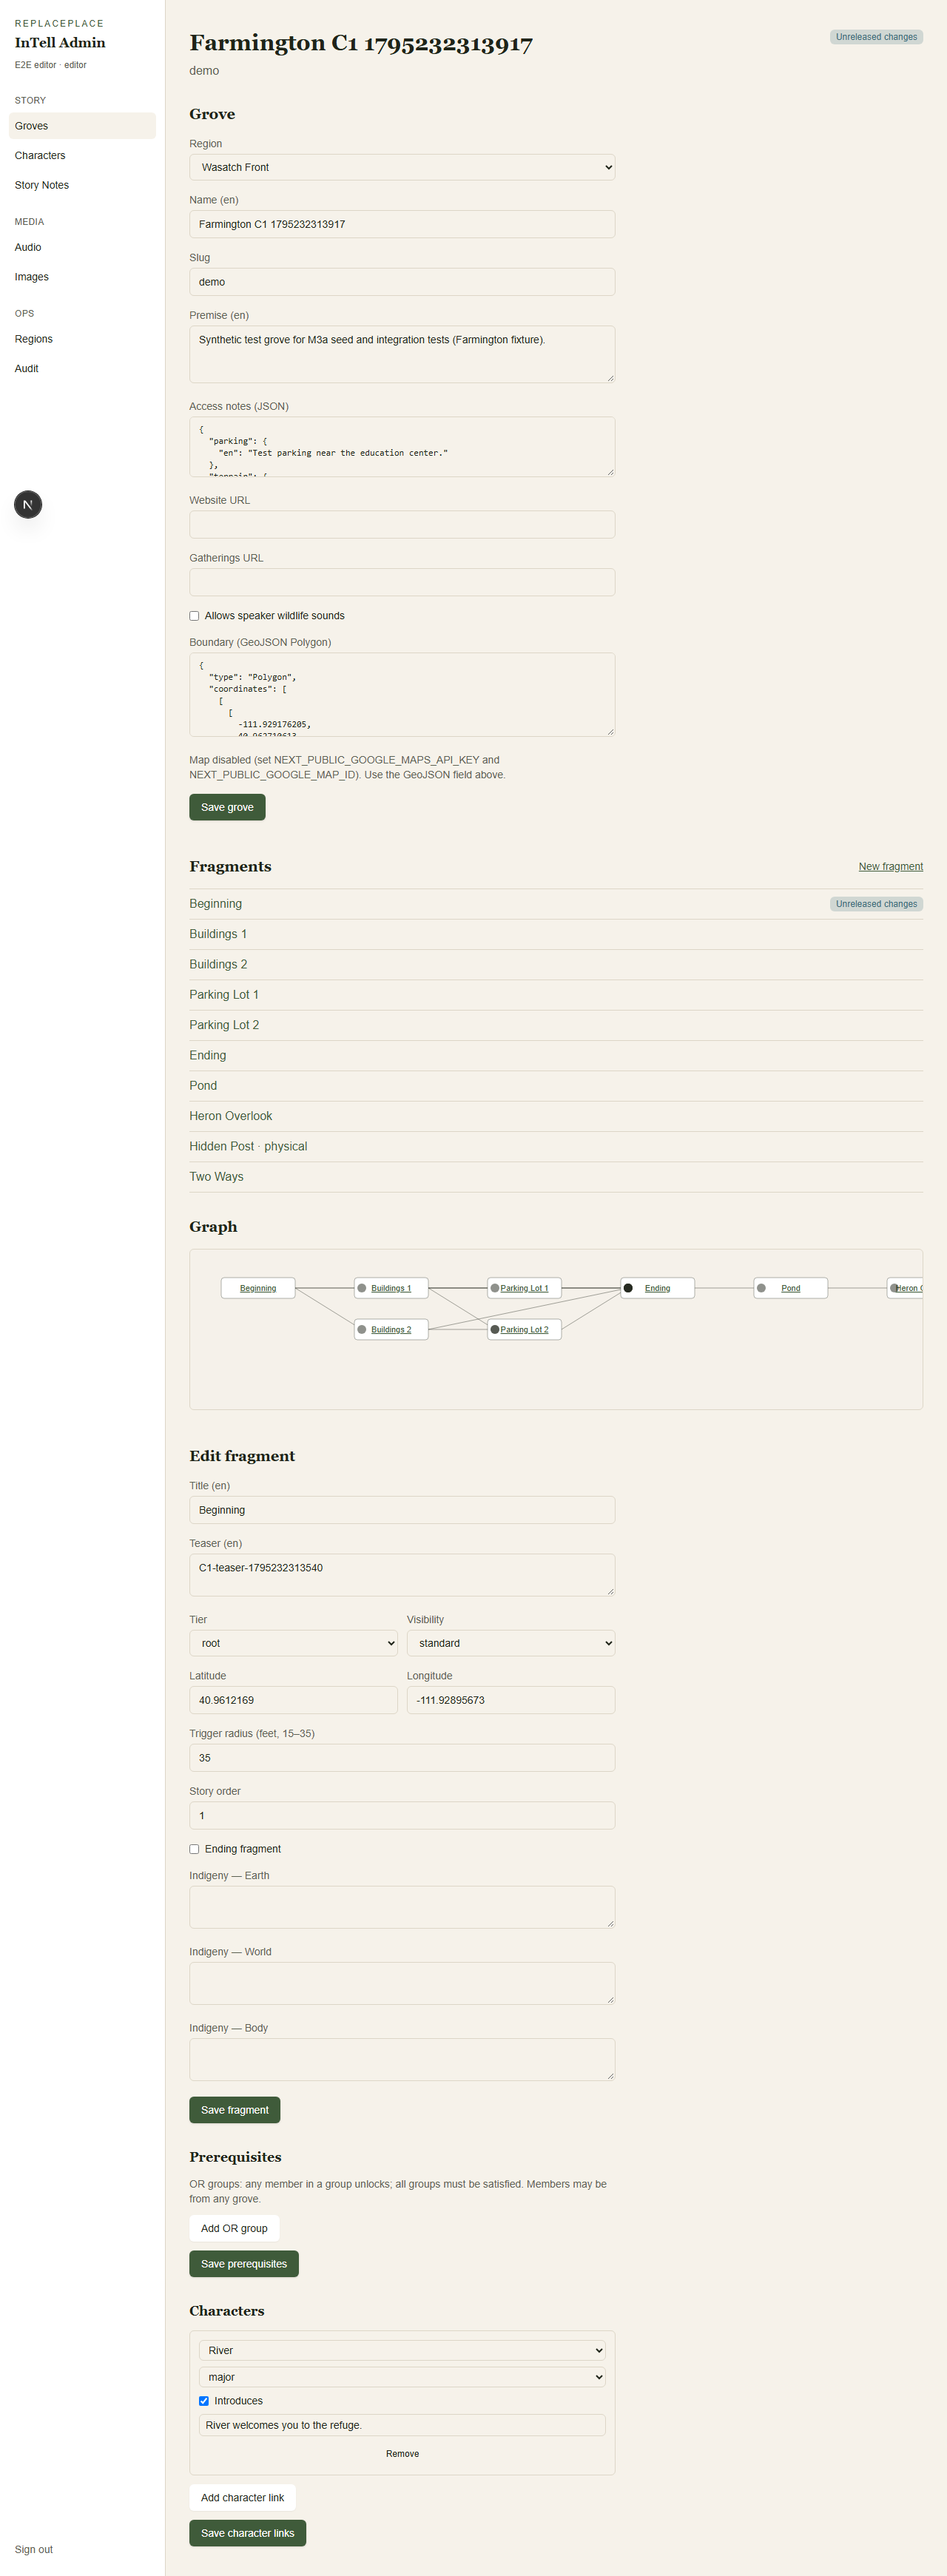 REPLACEPLACE
InTell Admin
E2E editor · editor
STORY
Groves
Characters
Story Notes
MEDIA
Audio
Images
OPS
Regions
Audit
N
Sign out
Farmington C1 1795232313917
Unreleased changes
demo
Grove
Region
Wasatch Front
Name (en)
Farmington C1 1795232313917
Slug
demo
Premise (en)
Synthetic test grove for M3a seed and integration tests (Farmington fixture).
Access notes (JSON)
{
"parking": {
"en": "Test parking near the education center."
},
"terrain": {
Website URL
Gatherings URL
Allows speaker wildlife sounds
Boundary (GeoJSON Polygon)
{
"type": "Polygon",
"coordinates": [
[
[
-111.929176205,
40.962710613
Map disabled (set NEXT_PUBLIC_GOOGLE_MAPS_API_KEY and
NEXT_PUBLIC_GOOGLE_MAP_ID). Use the GeoJSON field above.
Save grove
Fragments
New fragment
Beginning
Unreleased changes
Buildings 1
Buildings 2
Parking Lot 1
Parking Lot 2
Ending
Pond
Heron Overlook
Hidden Post · physical
Two Ways
Graph
Beginning
Buildings 1
Parking Lot 1
Ending
Pond
Heron
Buildings 2
Parking Lot 2
Edit fragment
Title (en)
Beginning
Teaser (en)
C1-teaser-1795232313540
Tier
Visibility
root
standard
Latitude
Longitude
40.9612169
-111.92895673
Trigger radius (feet, 15–35)
35
Story order
1
Ending fragment
Indigeny — Earth
Indigeny — World
Indigeny — Body
Save fragment
Prerequisites
OR groups: any member in a group unlocks; all groups must be satisfied. Members may be
from any grove.
Add OR group
Save prerequisites
Characters
River
major
Introduces
River welcomes you to the refuge.
Remove
Add character link
Save character links